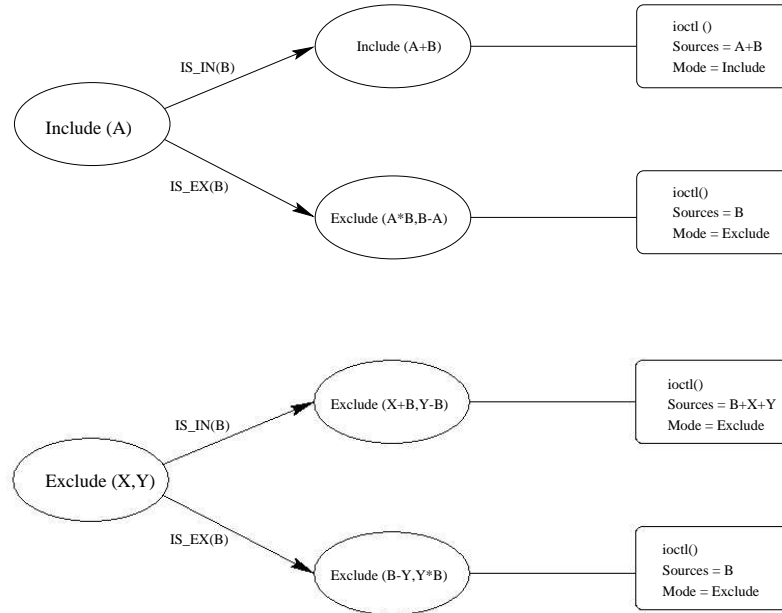 Include (A)
IS_IN(B)
Include (A+B)
ioctl ()
Sources = A+B
Mode = Include
IS_EX(B)
Exclude (A*B,B-A)
ioctl()
Sources = B
Mode = Exclude
Exclude (X,Y)
IS_IN(B)
Exclude (X+B,Y-B)
ioctl()
Sources = B+X+Y
Mode = Exclude
IS_EX(B)
Exclude (B-Y,Y*B)
ioctl()
Sources = B
Mode = Exclude